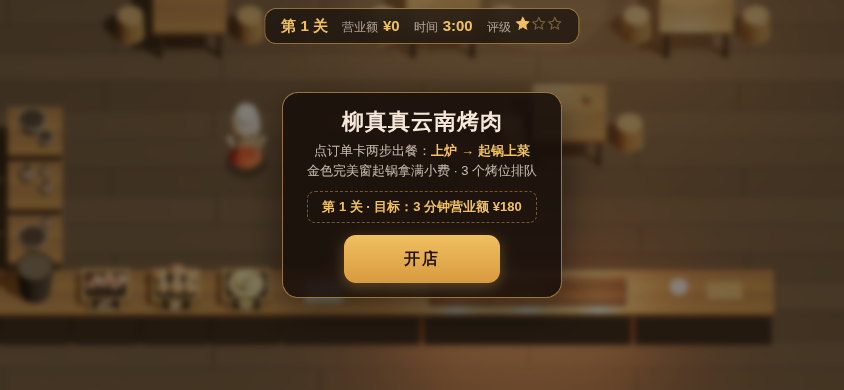 第 1 关 营业额 ¥0 时间 3:00 评级
柳真真云南烤肉
点订单卡两步出餐：上炉 → 起锅上菜
金色完美窗起锅拿满小费 · 3 个烤位排队
第 1 关 · 目标：3 分钟营业额 ¥180
开店